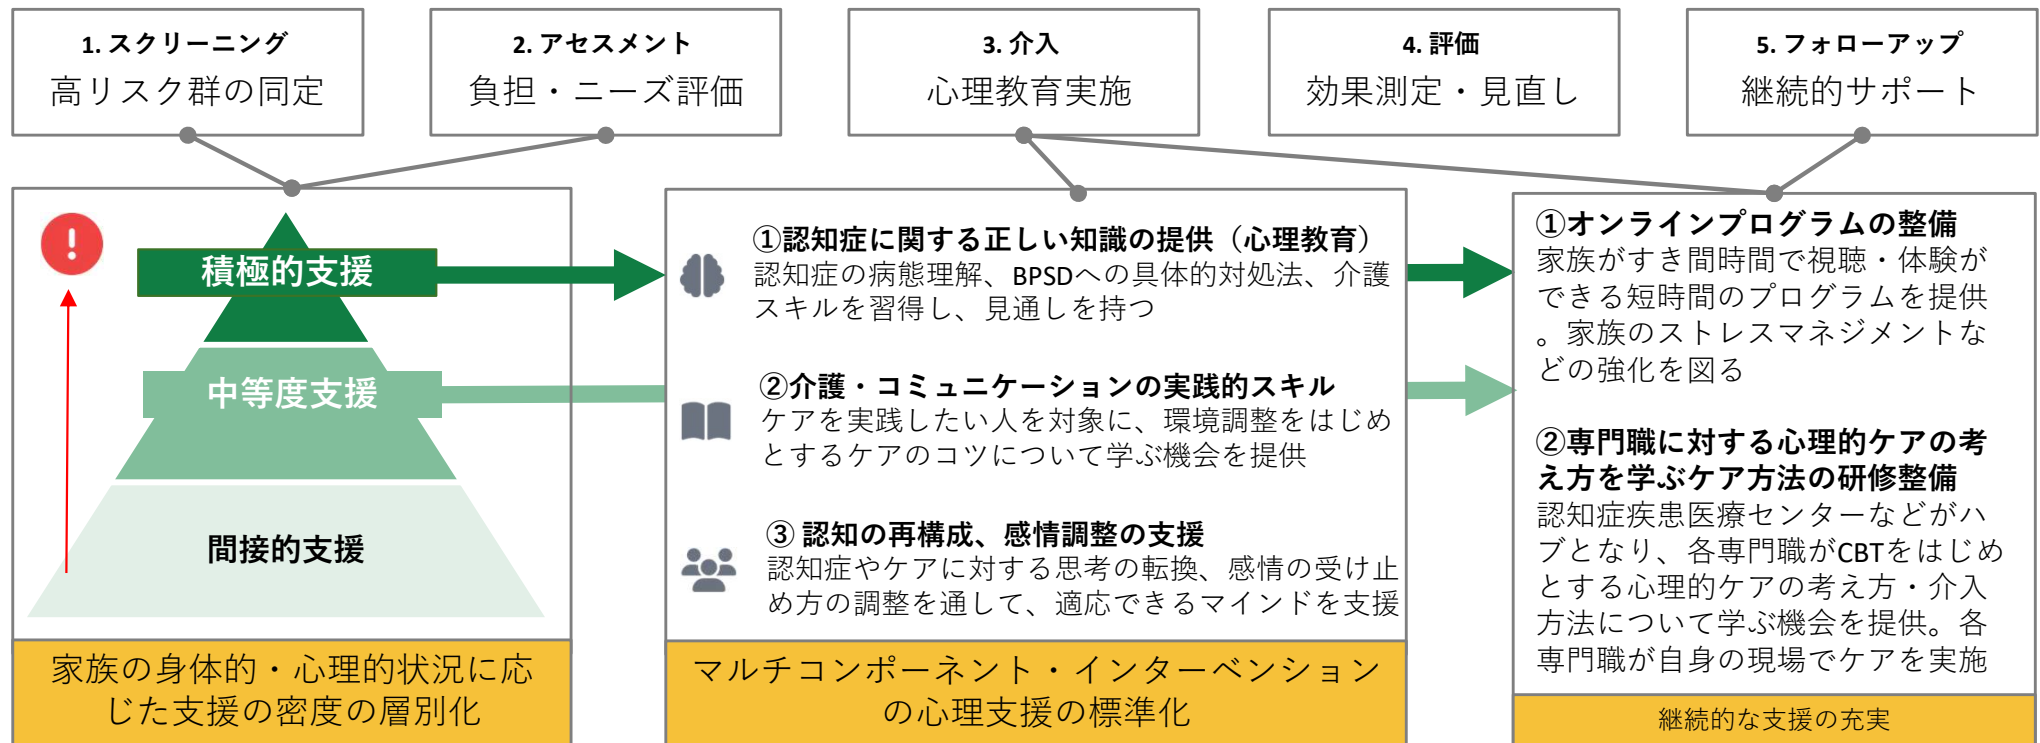 1. スクリーニング
高リスク群の同定
2. アセスメント
負担・ニーズ評価
3. 介入
心理教育実施
4. 評価
効果測定・見直し
5. フォローアップ
継続的サポート
積極的支援
中等度支援
間接的支援
家族の身体的・心理的状況に応
じた支援の密度の層別化
①認知症に関する正しい知識の提供（心理教育）
認知症の病態理解、BPSDへの具体的対処法、介護
スキルを習得し、見通しを持つ
②介護・コミュニケーションの実践的スキル
ケアを実践したい人を対象に、環境調整をはじめ
とするケアのコツについて学ぶ機会を提供
③ 認知の再構成、感情調整の支援
認知症やケアに対する思考の転換、感情の受け止
め方の調整を通して、適応できるマインドを支援
マルチコンポーネント・インターベンション
の心理支援の標準化
①オンラインプログラムの整備
家族がすき間時間で視聴・体験が
できる短時間のプログラムを提供
。家族のストレスマネジメントな
どの強化を図る
②専門職に対する心理的ケアの考
え方を学ぶケア方法の研修整備
認知症疾患医療センターなどがハ
ブとなり、各専門職がCBTをはじめ
とする心理的ケアの考え方・介入
方法について学ぶ機会を提供。各
専門職が自身の現場でケアを実施
継続的な支援の充実